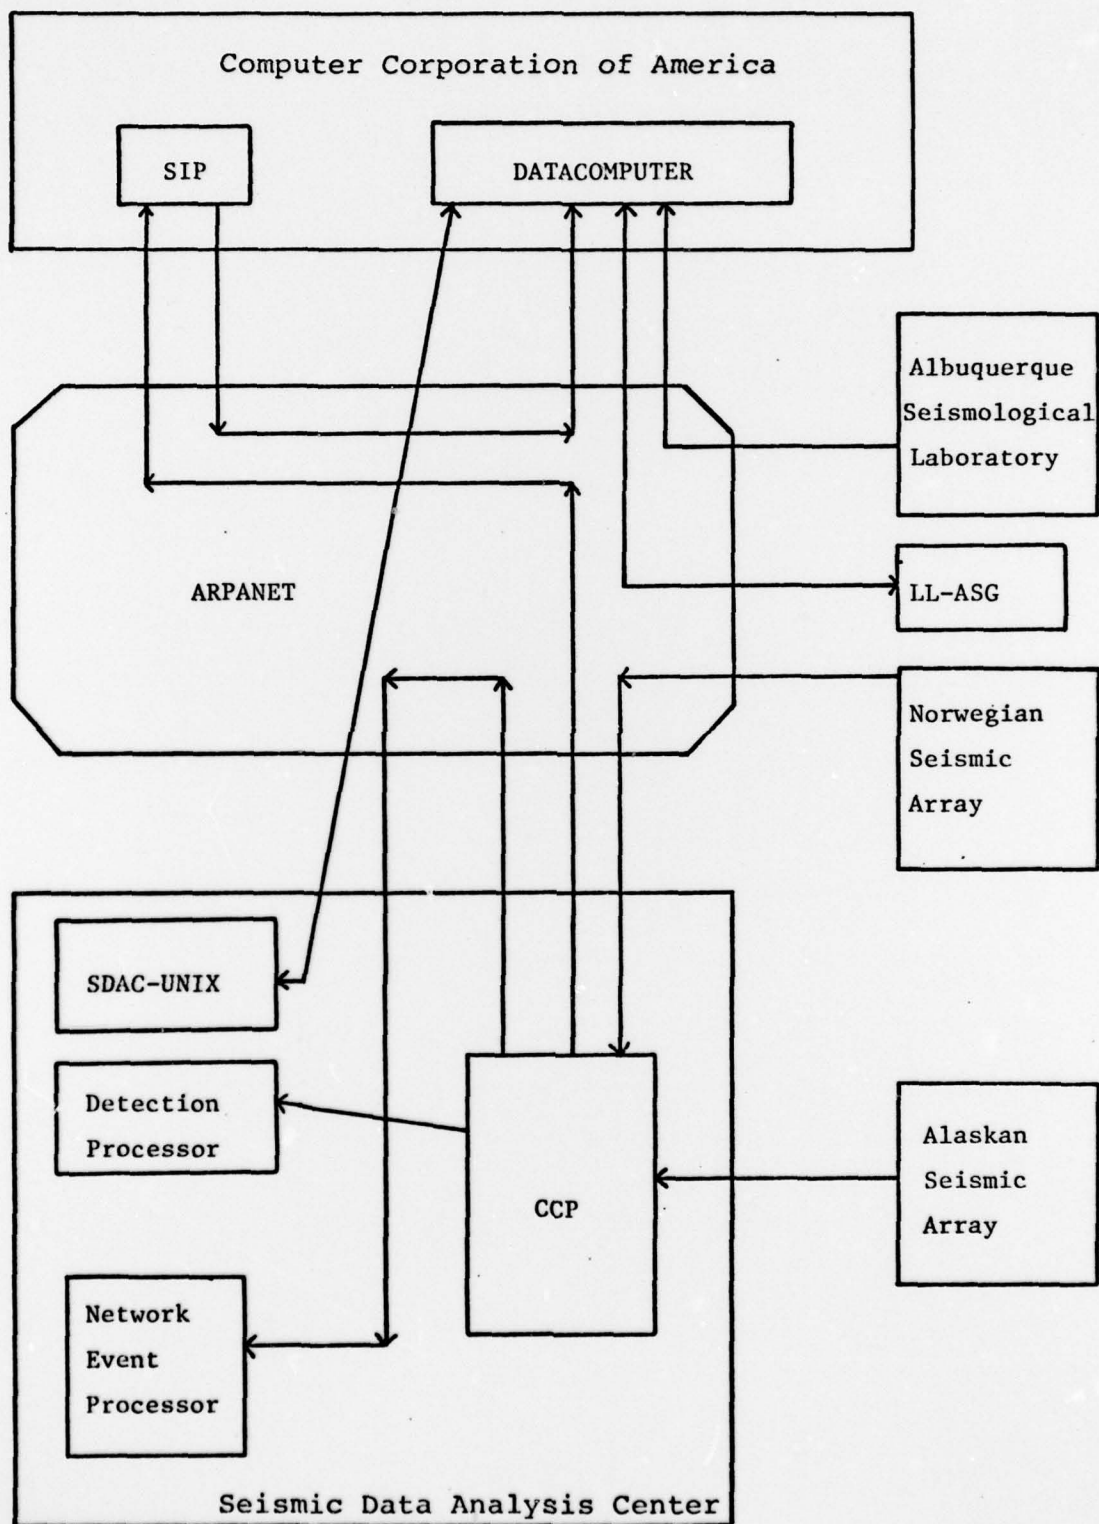 Computer Corporation of America
SIP
DATACOMPUTER
Albuquerque
Seismological
Laboratory
ARPANET
LL-ASG
Norwegian
Seismic
Array
SDAC-UNIX
Detection
Processor
CCP
Alaskan
Seismic
Array
Network
Event
Processor
Seismic Data Analysis Center